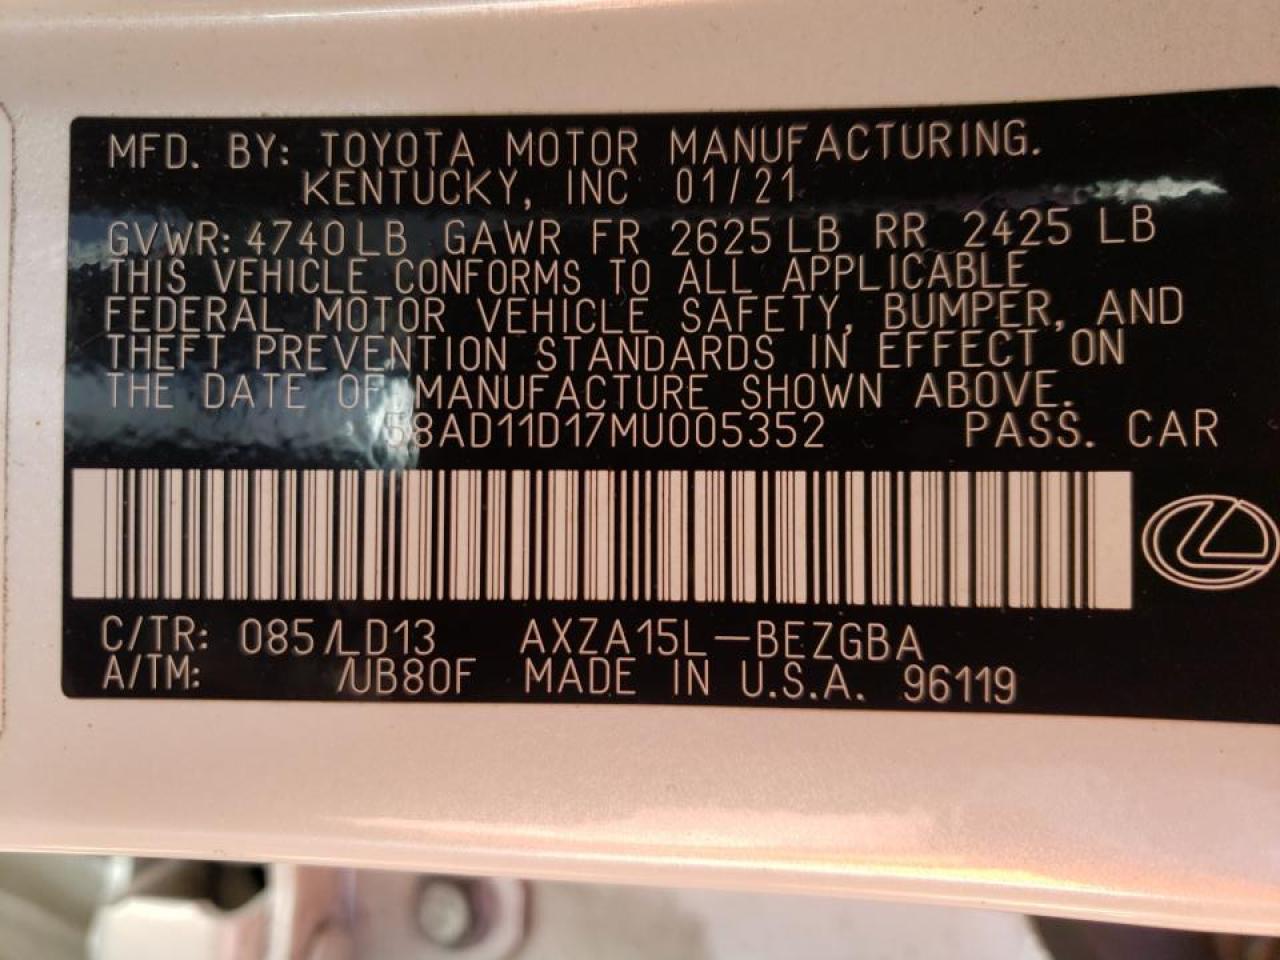 MFD. BY: TOYOTA MOTOR MANUFACTURING.
KENTUCKY, INC 01/21
GVWR: 4740LB GAWR FR 2625LB RR 2425 LB
THIS VEHICLE CONFORMS TO ALL APPLICABLE
FEDERAL MOTOR VEHICLE SAFETY, BUMPER, AND
THEFT PREVENTION STANDARDS IN EFFECT ON
THE DATE OF MANUFACTURE SHOWN ABOVE.
58AD11D17MU005352 PASS. CAR
C/TR: 085/LD13 AXZA15L-BEZGBA
A/TM: /UB80F MADE IN U.S.A. 96119